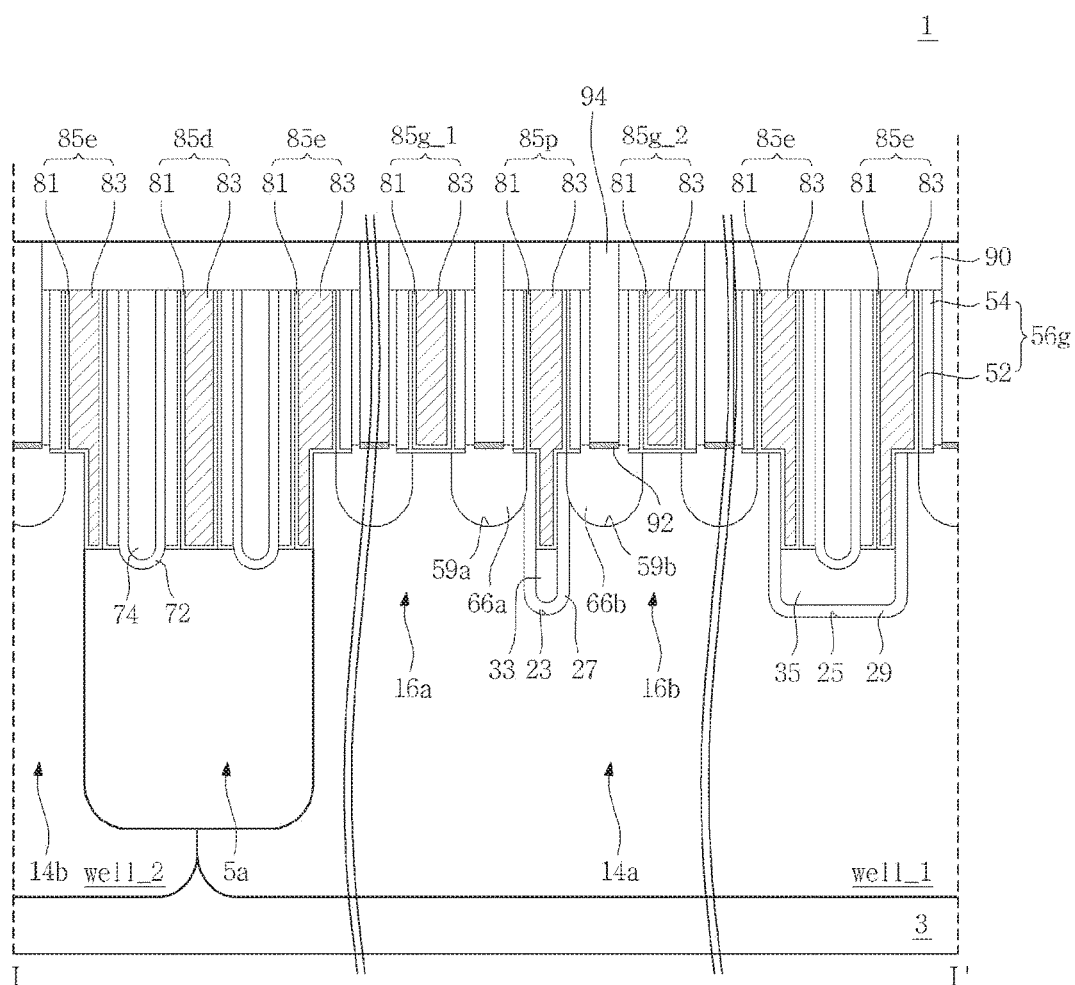 1
94
85e 85d 85e 85g_1 85p 85g_2 85e 85e
81 83 81 83 81 83 81 83 81 83 81 83 81 83 81 83
90
54
56g
52
92
59a 59b
74 72 66a 66b
33 23 27 35 25 29
16a 16b
14b well_2 5a 14a well_1
3
I I'